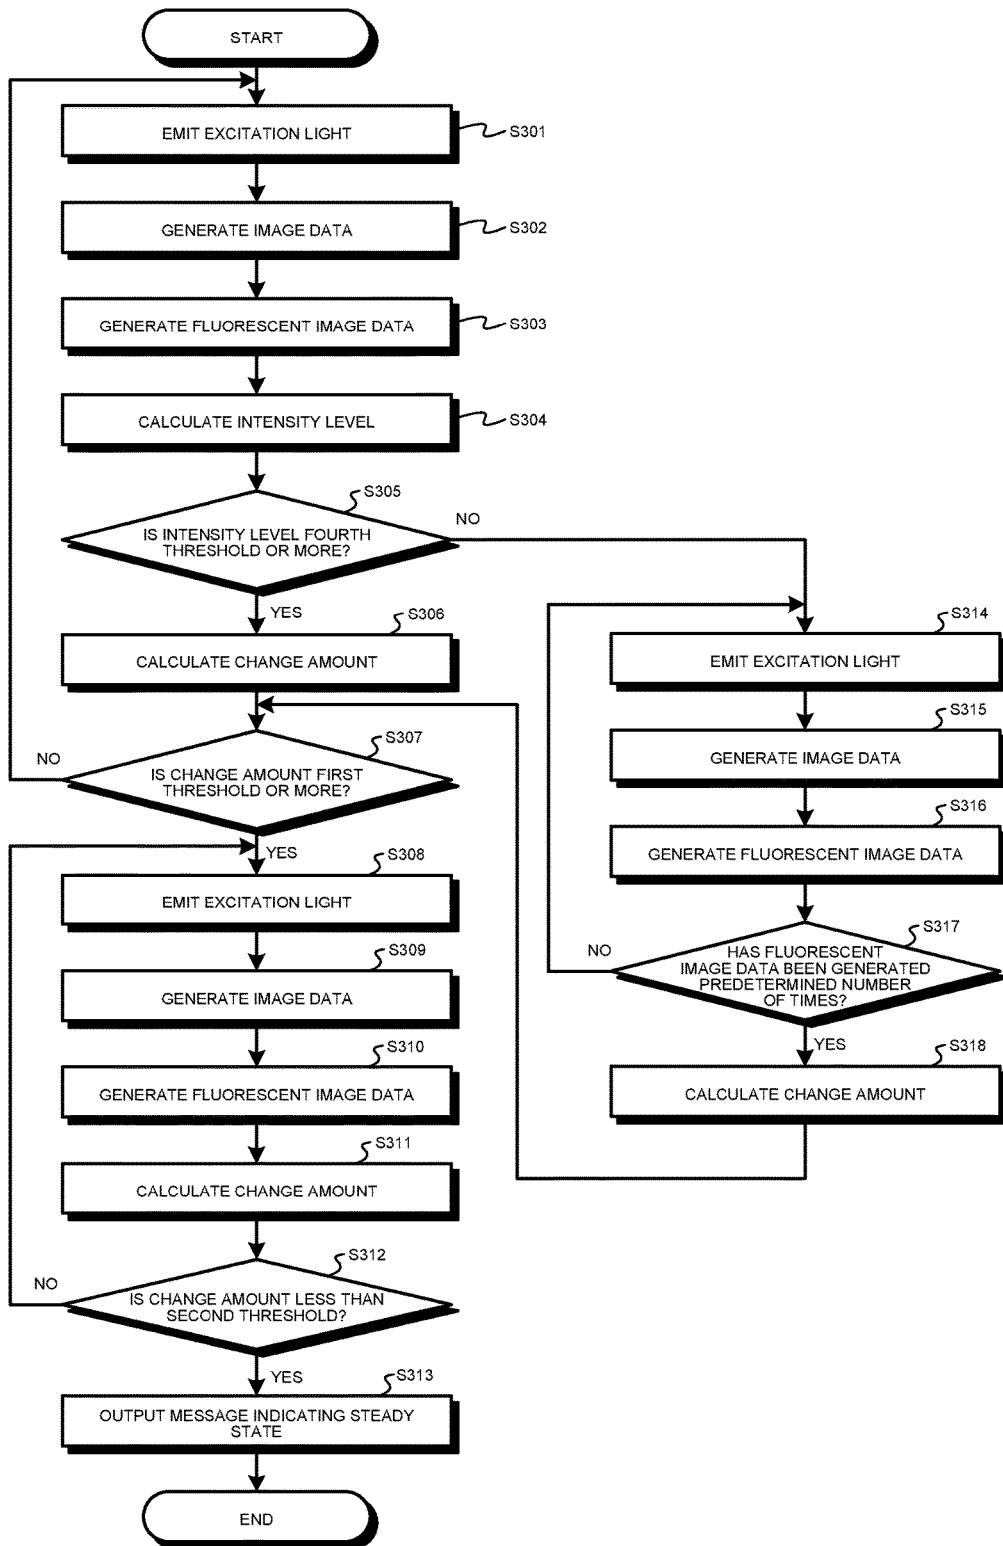 START
EMIT EXCITATION LIGHT
S301
GENERATE IMAGE DATA
S302
GENERATE FLUORESCENT IMAGE DATA
S303
CALCULATE INTENSITY LEVEL
S304
S305
IS INTENSITY LEVEL FOURTH
THRESHOLD OR MORE?
NO
YES
S306
CALCULATE CHANGE AMOUNT
S307
NO
IS CHANGE AMOUNT FIRST
THRESHOLD OR MORE?
YES
S308
EMIT EXCITATION LIGHT
S309
GENERATE IMAGE DATA
S310
GENERATE FLUORESCENT IMAGE DATA
S311
CALCULATE CHANGE AMOUNT
S312
NO
IS CHANGE AMOUNT LESS THAN
SECOND THRESHOLD?
YES
S313
OUTPUT MESSAGE INDICATING STEADY
STATE
END
S314
EMIT EXCITATION LIGHT
S315
GENERATE IMAGE DATA
S316
GENERATE FLUORESCENT IMAGE DATA
S317
NO
HAS FLUORESCENT
IMAGE DATA BEEN GENERATED
PREDETERMINED NUMBER
OF TIMES?
YES
S318
CALCULATE CHANGE AMOUNT